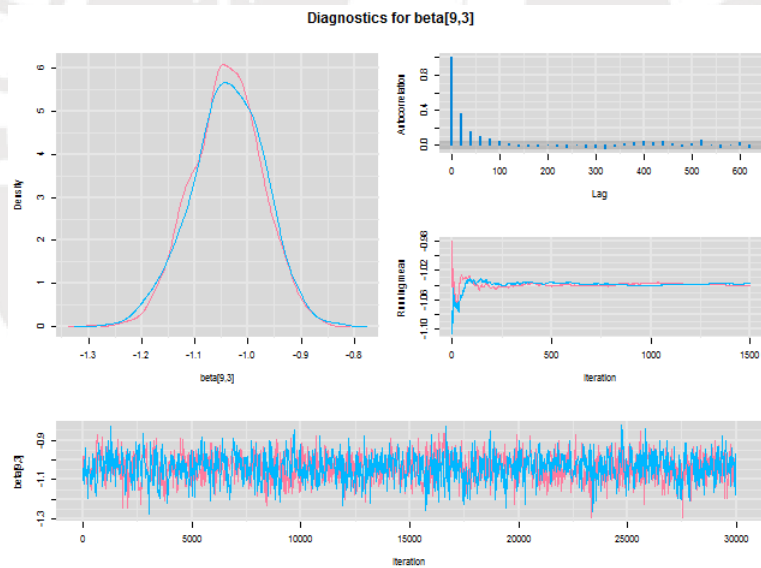 Diagnostics for beta[9,3]
Density
6
5
4
3
2
1
0
-1.3 -1.2 -1.1 -1.0 -0.9 -0.8
beta[9,3]
Autocorrelation
0.8
0.4
0.0
0 100 200 300 400 500 600
Lag
Running mean
-0.98
-1.02
-1.06
-1.10
0 500 1000 1500
Iteration
beta[9,3]
-0.9
-1.1
-1.3
0 5000 10000 15000 20000 25000 30000
Iteration